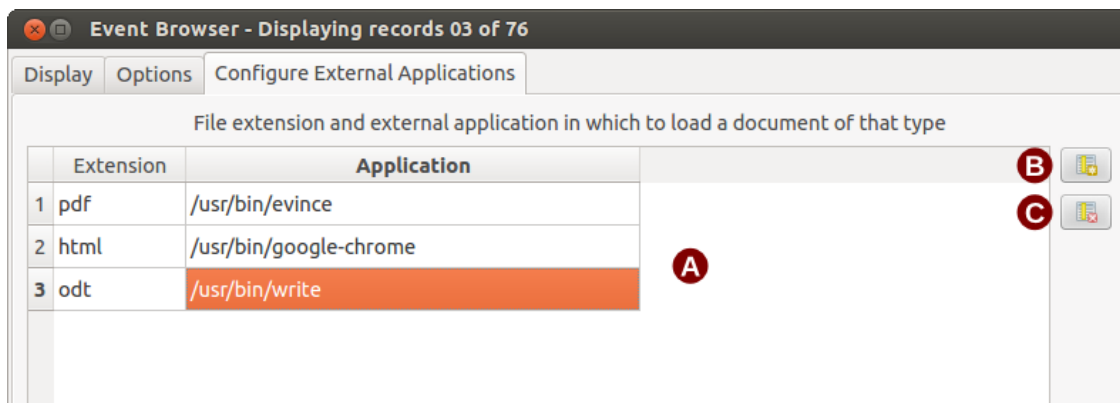 Event Browser - Displaying records 03 of 76
Display Options Configure External Applications
File extension and external application in which to load a document of that type
Extension Application B
1 pdf /usr/bin/evince C
2 html /usr/bin/google-chrome
A
3 odt /usr/bin/write